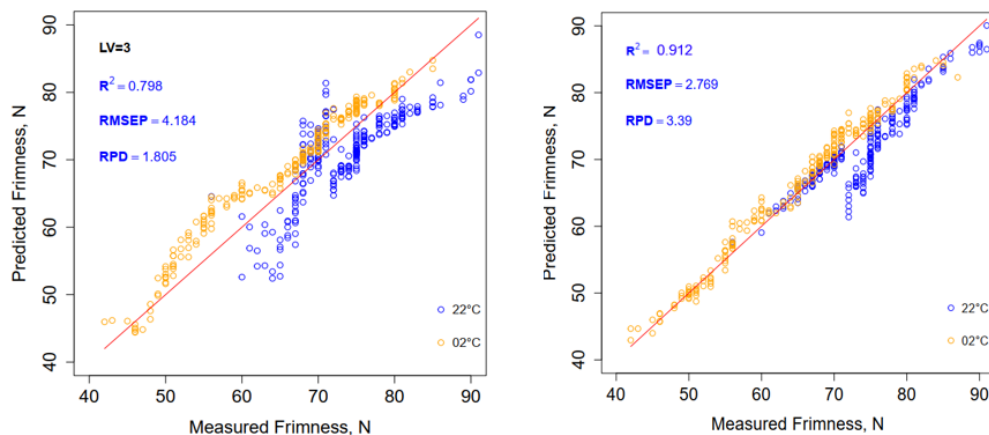 LV=3
R² = 0.798
RMSEP = 4.184
RPD = 1.805
90
80
70
60
50
40
Predicted Frimness, N
22°C
02°C
40 50 60 70 80 90
Measured Frimness, N
R² = 0.912
RMSEP = 2.769
RPD = 3.39
90
80
70
60
50
40
Predicted Frimness, N
22°C
02°C
40 50 60 70 80 90
Measured Frimness, N